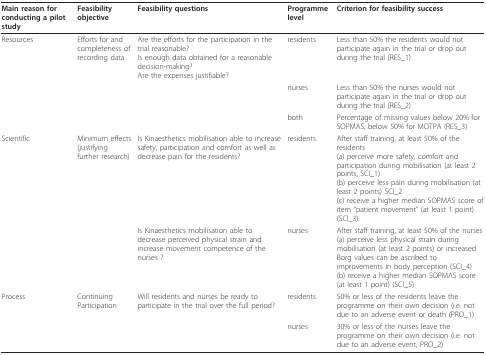 Main reason for conducting a pilot study | Feasibility objective | Feasibility questions | Programme level | Criterion for feasibility success
Resources | Efforts for and completeness of recording data | Are the efforts for the participation in the trial reasonable? Is enough data obtained for a reasonable decision-making? Are the expenses justifiable? | residents | Less than 50% the residents would not participate again in the trial or drop out during the trial (RES_1)
nurses | Less than 50% the nurses would not participate again in the trial or drop out during the trial (RES_2)
both | Percentage of missing values below 20% for SOPMAS, below 50% for MOTPA (RES_3)
Scientific | Minimum effects (justifying further research) | Is Kinaesthetics mobilisation able to increase safety, participation and comfort as well as decrease pain for the residents? | residents | After staff training, at least 50% of the residents
(a) perceive more safety, comfort and participation during mobilisation (at least 2 points, SCI_1)
(b) perceive less pain during mobilisation (at least 2 points) SCI_2
(c) receive a higher median SOPMAS score of item "patient movement" (at least 1 point) (SCI_3)
Is Kinaesthetics mobilisation able to decrease perceived physical strain and increase movement competence of the nurses ? | nurses | After staff training, at least 50% of the nurses
(a) perceive less physical strain during mobilisation (at least 2 points) or increased Borg values can be ascribed to improvements in body perception (SCI_4)
(b) receive a higher median SOPMAS score (at least 1 point) (SCI_5)
Process | Continuing Participation | Will residents and nurses be ready to participate in the trial over the full period? | residents | 50% or less of the residents leave the programme on their own decision (i.e. not due to an adverse event or death (PRO_1)
nurses | 30% or less of the nurses leave the programme on their own decision (i.e. not due to an adverse event, PRO_2)